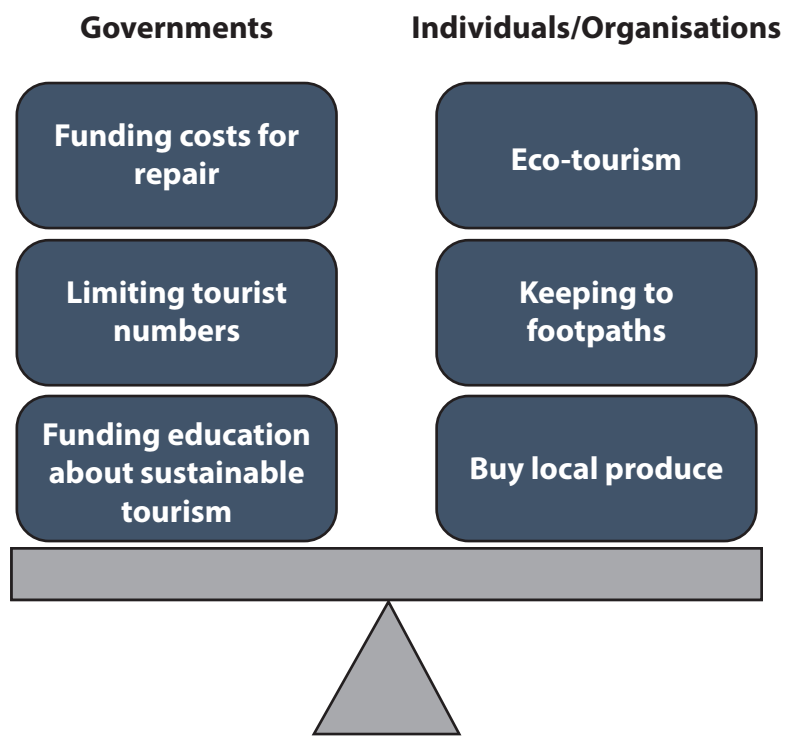 Governments
Individuals/Organisations
Funding costs for
repair
Eco-tourism
Limiting tourist
numbers
Keeping to
footpaths
Funding education
about sustainable
tourism
Buy local produce